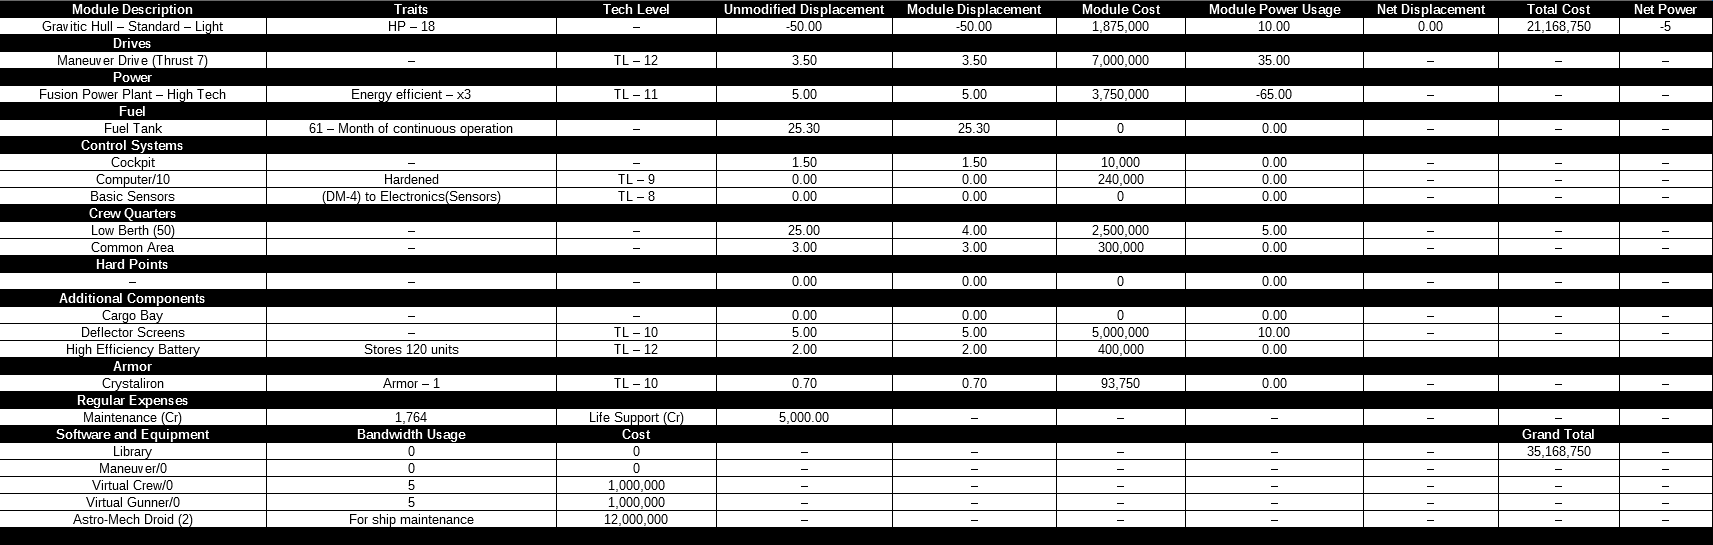 Module Description Traits Tech Level Unmodified Displacement Module Displacement Module Cost Module Power Usage Net Displacement Total Cost Net Power
Gravitic Hull – Standard – Light HP – 18 – -50.00 -50.00 1,875,000 10.00 0.00 21,168,750 -5
Drives
Maneuver Drive (Thrust 7) – TL – 12 3.50 3.50 7,000,000 35.00 – – –
Power
Fusion Power Plant – High Tech Energy efficient – x3 TL – 11 5.00 5.00 3,750,000 -65.00 – – –
Fuel
Fuel Tank 61 – Month of continuous operation – 25.30 25.30 0 0.00 – – –
Control Systems
Cockpit – – 1.50 1.50 10,000 0.00 – – –
Computer/10 Hardened TL – 9 0.00 0.00 240,000 0.00 – – –
Basic Sensors (DM-4) to Electronics(Sensors) TL – 8 0.00 0.00 0 0.00 – – –
Crew Quarters
Low Berth (50) – – 25.00 4.00 2,500,000 5.00 – – –
Common Area – – 3.00 3.00 300,000 0.00 – – –
Hard Points
– – – 0.00 0.00 0 0.00 – – –
Additional Components
Cargo Bay – – 0.00 0.00 0 0.00 – – –
Deflector Screens – TL – 10 5.00 5.00 5,000,000 10.00 – – –
High Efficiency Battery Stores 120 units TL – 12 2.00 2.00 400,000 0.00
Armor
Crystaliron Armor – 1 TL – 10 0.70 0.70 93,750 0.00 – – –
Regular Expenses
Maintenance (Cr) 1,764 Life Support (Cr) 5,000.00 – – – – – –
Software and Equipment Bandwidth Usage Cost Grand Total
Library 0 0 – – – – – 35,168,750 –
Maneuver/0 0 0 – – – – – – –
Virtual Crew/0 5 1,000,000 – – – – – – –
Virtual Gunner/0 5 1,000,000 – – – – – – –
Astro-Mech Droid (2) For ship maintenance 12,000,000 – – – – – – –